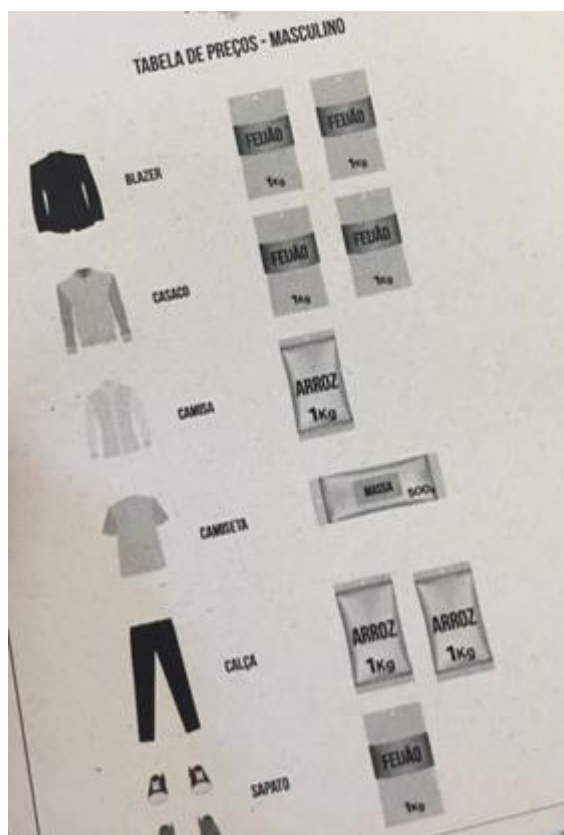 TABELA DE PREÇOS - MASCULINO
BLAZER
FEIJÃO
1Kg
FEIJÃO
1Kg
CASACO
FEIJÃO
1Kg
FEIJÃO
1Kg
CAMISA
ARROZ
1Kg
CAMISETA
MASSA
500g
CALÇA
ARROZ
1Kg
ARROZ
1Kg
SAPATO
FEIJÃO
1Kg